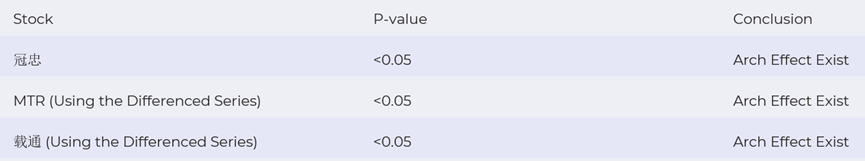 Stock P-value Conclusion
冠忠 <0.05 Arch Effect Exist
MTR (Using the Differenced Series) <0.05 Arch Effect Exist
载通 (Using the Differenced Series) <0.05 Arch Effect Exist